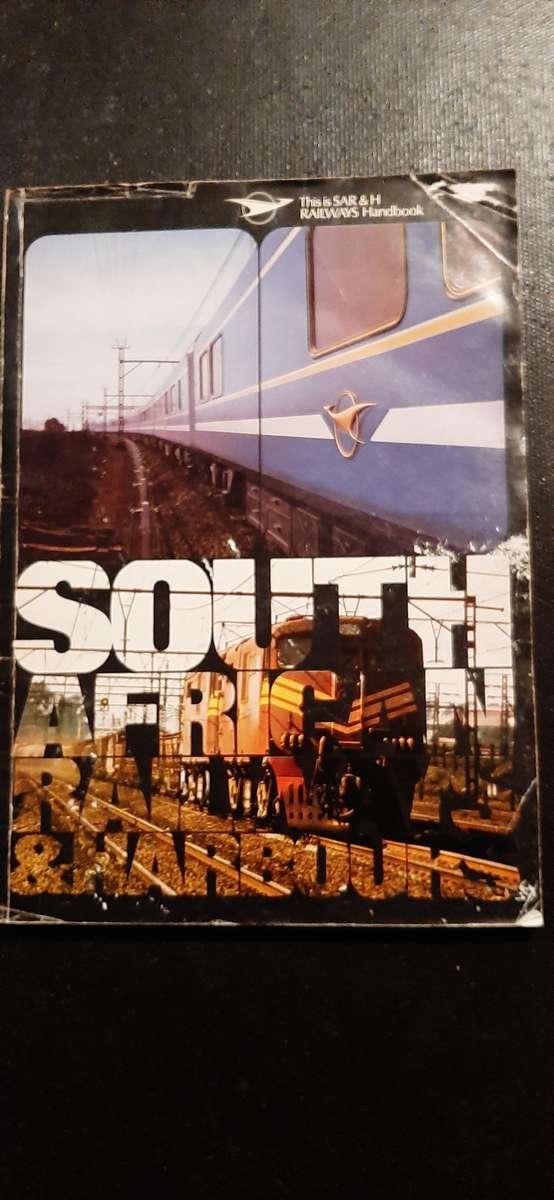 This is SAR & H
RAILWAYS Handbook
SOUTH
AFRICAN
RAILWAYS
& HARBOURS